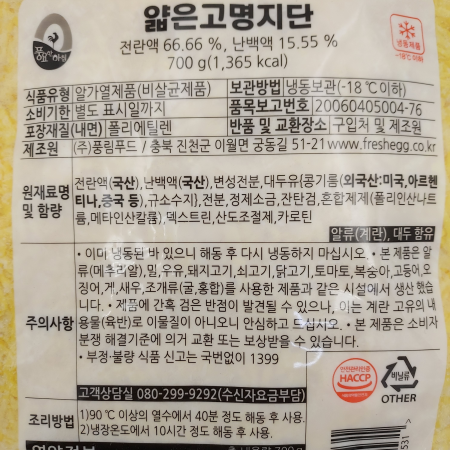 얇은고명지단
전란액 66.66 %, 난백액 15.55 %
700 g(1,365 kcal)
냉동제품
-18℃이하
식품유형 알가열제품(비살균제품) 보관방법 냉동보관(-18 ℃이하)
소비기한 별도 표시일까지 품목보고번호 20060405004-76
포장재질 (내면) 폴리에틸렌 반품 및 교환장소 구입처 및 제조원
제조원 (주)풍림푸드 / 충북 진천군 이월면 궁동길 51-21 www.freshegg.co.kr
원재료명 및 함량
전란액(국산),난백액(국산),변성전분,대두유(콩기름(외국산:미국,아르헨
티나,중국 등),규소수지),전분,정제소금,잔탄검,혼합제제(폴리인산나트
륨,메타인산칼륨),덱스트린,산도조절제,카로틴
알류(계란), 대두 함유
주의사항
• 이미 냉동된 바 있으니 해동 후 다시 냉동하지 마십시오. • 본 제품은 알
류(메추리알),밀,우유,돼지고기,쇠고기,닭고기,토마토,복숭아,고등어,오
징어,게,새우,조개류(굴,홍합)를 사용한 제품과 같은 시설에서 생산했습
니다. • 제품에 간혹 검은 반점이 발견될 수 있으나, 이는 계란 고유의 내
용물(육반)로 이물질이 아니오니 안심하고 드십시오. • 본 제품은 소비자
분쟁 해결기준에 의거 교환 또는 보상받을 수 있습니다.
• 부정·불량 식품 신고는 국번없이 1399
고객상담실 080-299-9292(수신자요금부담)
HACCP
비닐류
OTHER
조리방법
1)90 ℃ 이상의 열수에서 40분 정도 해동 후 사용.
2)냉장온도에서 10시간 정도 해동 후 사용.